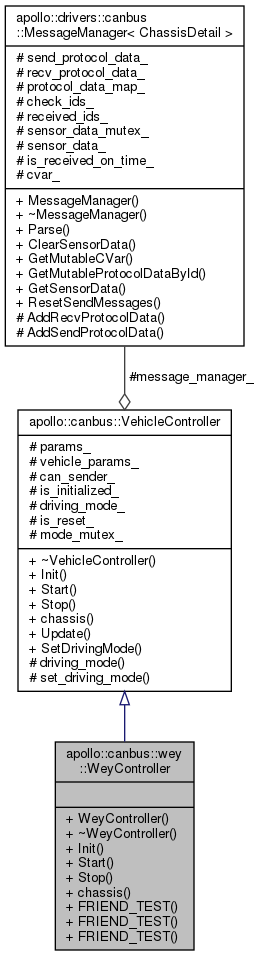 apollo::drivers::canbus
::MessageManager< ChassisDetail >
# send_protocol_data_
# recv_protocol_data_
# protocol_data_map_
# check_ids_
# received_ids_
# sensor_data_mutex_
# sensor_data_
# is_received_on_time_
# cvar_
+ MessageManager()
+ ~MessageManager()
+ Parse()
+ ClearSensorData()
+ GetMutableCVar()
+ GetMutableProtocolDataById()
+ GetSensorData()
+ ResetSendMessages()
# AddRecvProtocolData()
# AddSendProtocolData()
#message_manager_
apollo::canbus::VehicleController
# params_
# vehicle_params_
# can_sender_
# is_initialized_
# driving_mode_
# is_reset_
# mode_mutex_
+ ~VehicleController()
+ Init()
+ Start()
+ Stop()
+ chassis()
+ Update()
+ SetDrivingMode()
# driving_mode()
# set_driving_mode()
apollo::canbus::wey
::WeyController
+ WeyController()
+ ~WeyController()
+ Init()
+ Start()
+ Stop()
+ chassis()
+ FRIEND_TEST()
+ FRIEND_TEST()
+ FRIEND_TEST()